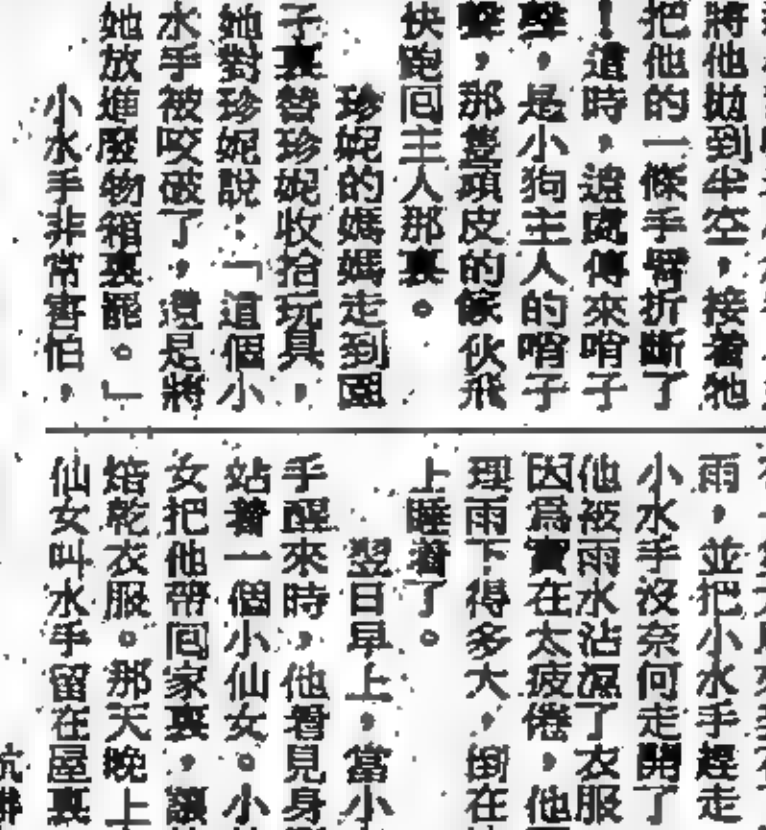 將他拋到半空，接着牠
把他的一條手臂折斷了
！這時，遠處傳來哨子
聲，是小狗主人的哨子
聲，那隻頑皮的傢伙飛
快跑回主人那裏。
珍妮的媽媽走到園
子裏替珍妮收拾玩具，
她對珍妮說：「這個小
水手被咬破了，還是將
她放進廢物箱裏罷。」
小水手非常害怕，
雨，並把小水手趕走
小水手沒奈何走開了
他被雨水沾濕了衣服
因為實在太疲倦，他
理雨下得多大，倒在
上睡着了。
翌日早上，當小
手醒來時，他看見身
站着一個小仙女。小
女把他帶回家裏，讓
焙乾衣服。那天晚上
仙女叫水手留在屋裏